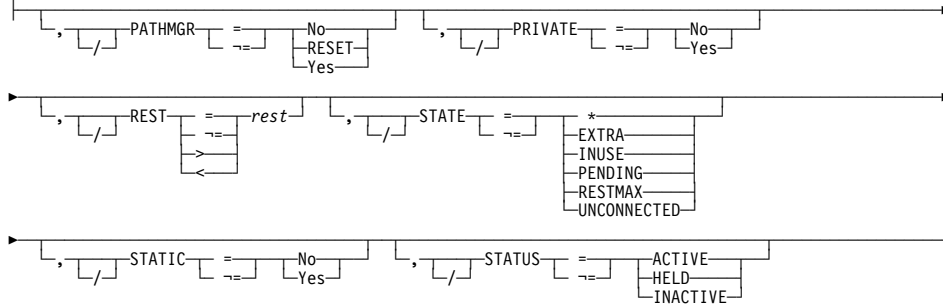 , / PATHMGR = No , / PRIVATE = No
¬= RESET ¬= Yes
Yes
, / REST = rest , / STATE = *
¬= ¬= EXTRA
> INUSE
< PENDING
RESTMAX
UNCONNECTED
, / STATIC = No , / STATUS = ACTIVE
¬= Yes ¬= HELD
INACTIVE